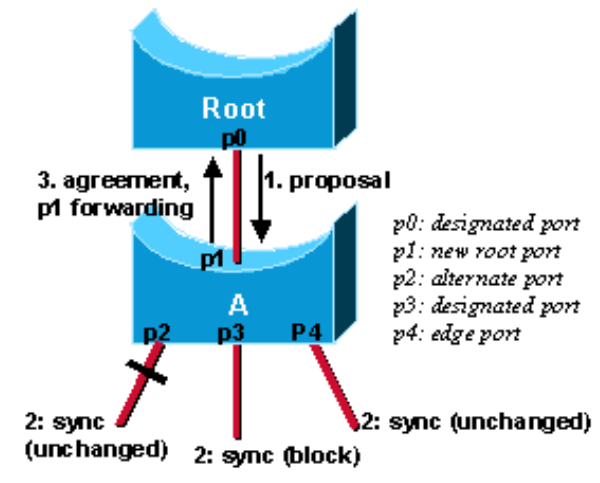 Root
p0
3. agreement,
p1 forwarding
1. proposal
p0: designated port
p1: new root port
p2: alternate port
p3: designated port
p4: edge port
p1
A
p2 p3 P4
2: sync
(unchanged)
2: sync (block)
2: sync (unchanged)